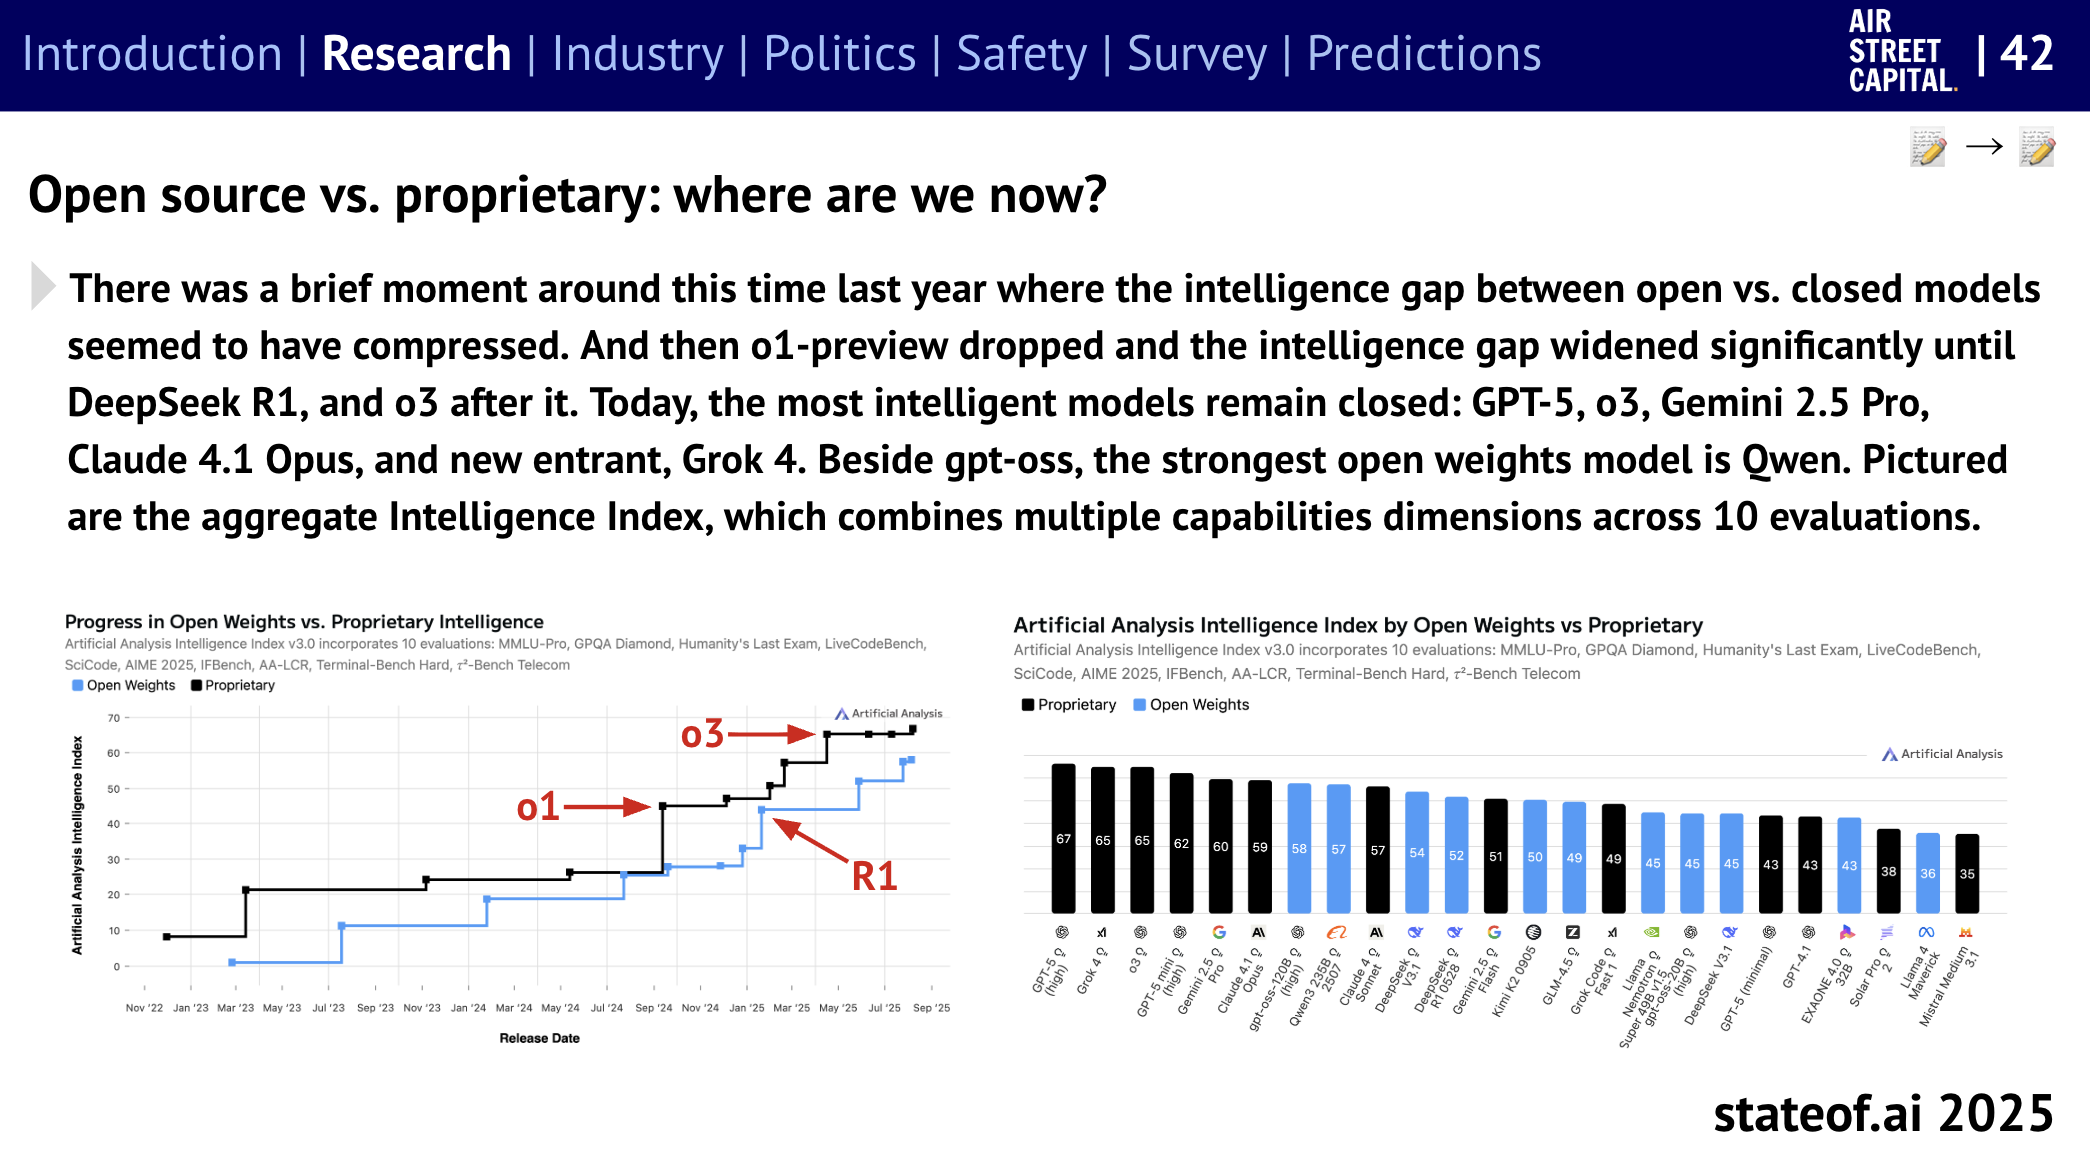 Introduction | Research | Industry | Politics | Safety | Survey | Predictions
AIR
STREET
CAPITAL.
| 42
→
Open source vs. proprietary: where are we now?
There was a brief moment around this time last year where the intelligence gap between open vs. closed models
seemed to have compressed. And then o1-preview dropped and the intelligence gap widened significantly until
DeepSeek R1, and o3 after it. Today, the most intelligent models remain closed: GPT-5, o3, Gemini 2.5 Pro,
Claude 4.1 Opus, and new entrant, Grok 4. Beside gpt-oss, the strongest open weights model is Qwen. Pictured
are the aggregate Intelligence Index, which combines multiple capabilities dimensions across 10 evaluations.
Progress in Open Weights vs. Proprietary Intelligence
Artificial Analysis Intelligence Index v3.0 incorporates 10 evaluations: MMLU-Pro, GPQA Diamond, Humanity's Last Exam, LiveCodeBench,
SciCode, AIME 2025, IFBench, AA-LCR, Terminal-Bench Hard, τ²-Bench Telecom
Open Weights Proprietary
Artificial Analysis
Artificial Analysis Intelligence Index
70
60
50
40
30
20
10
0
o3
o1
R1
Nov '22 Jan '23 Mar '23 May '23 Jul '23 Sep '23 Nov '23 Jan '24 Mar '24 May '24 Jul '24 Sep '24 Nov '24 Jan '25 Mar '25 May '25 Jul '25 Sep '25
Release Date
Artificial Analysis Intelligence Index by Open Weights vs Proprietary
Artificial Analysis Intelligence Index v3.0 incorporates 10 evaluations: MMLU-Pro, GPQA Diamond, Humanity's Last Exam, LiveCodeBench,
SciCode, AIME 2025, IFBench, AA-LCR, Terminal-Bench Hard, τ²-Bench Telecom
Proprietary Open Weights
Artificial Analysis
67 65 65 62 60 59 58 57 57 54 52 51 50 49 49 45 45 45 43 43 43 38 36 35
GPT-5
(high)
Grok 4
o3
GPT-5 mini
(high)
Gemini 2.5
Pro
Claude 4.1
Opus
gpt-oss-120B
(high)
Qwen3 235B
2507
Claude 4
Sonnet
DeepSeek
V3.1
DeepSeek
R1 0528
Gemini 2.5
Flash
Kimi K2 0905
GLM-4.5
Grok Code
Fast 1
Llama
Nemotron
Super 49B v1.5
gpt-oss-20B
(high)
DeepSeek V3.1
GPT-5 (minimal)
GPT-4.1
EXAONE 4.0
32B
Solar Pro
2
Llama 4
Maverick
Mistral Medium
3.1
stateof.ai 2025